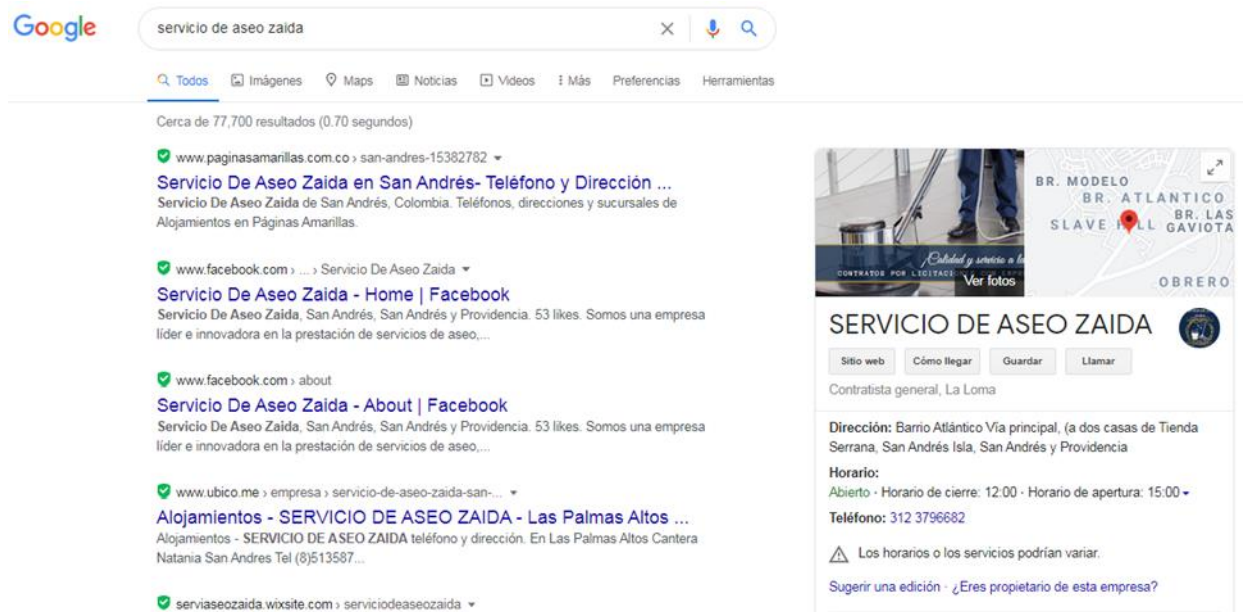 Google
servicio de aseo zaida
Todos Imágenes Maps Noticias Videos Más Preferencias Herramientas
Cerca de 77,700 resultados (0.70 segundos)
www.paginasamarillas.com.co › san-andres-15382782
Servicio De Aseo Zaida en San Andrés- Teléfono y Dirección ...
Servicio De Aseo Zaida de San Andrés, Colombia. Teléfonos, direcciones y sucursales de
Alojamientos en Páginas Amarillas.
www.facebook.com › ... › Servicio De Aseo Zaida
Servicio De Aseo Zaida - Home | Facebook
Servicio De Aseo Zaida, San Andrés, San Andrés y Providencia. 53 likes. Somos una empresa
líder e innovadora en la prestación de servicios de aseo,...
www.facebook.com › about
Servicio De Aseo Zaida - About | Facebook
Servicio De Aseo Zaida, San Andrés, San Andrés y Providencia. 53 likes. Somos una empresa
líder e innovadora en la prestación de servicios de aseo,...
www.ubico.me › empresa › servicio-de-aseo-zaida-san-...
Alojamientos - SERVICIO DE ASEO ZAIDA - Las Palmas Altos ...
Alojamientos - SERVICIO DE ASEO ZAIDA teléfono y dirección. En Las Palmas Altos Cantera
Natania San Andres Tel (8)513587...
serviaseozaida.wixsite.com › serviciodeaseozaida
BR. MODELO
BR. ATLANTICO
BR. LAS
SLAVE HILL GAVIOTA
OBRERO
Calidad y servicio a la
CONTRATOS POR
Ver fotos
SERVICIO DE ASEO ZAIDA
Sitio web Cómo llegar Guardar Llamar
Contratista general, La Loma
Dirección: Barrio Atlántico Vía principal, (a dos casas de Tienda
Serrana, San Andrés Isla, San Andrés y Providencia
Horario:
Abierto · Horario de cierre: 12:00 · Horario de apertura: 15:00
Teléfono: 312 3796682
Los horarios o los servicios podrían variar.
Sugerir una edición · ¿Eres propietario de esta empresa?